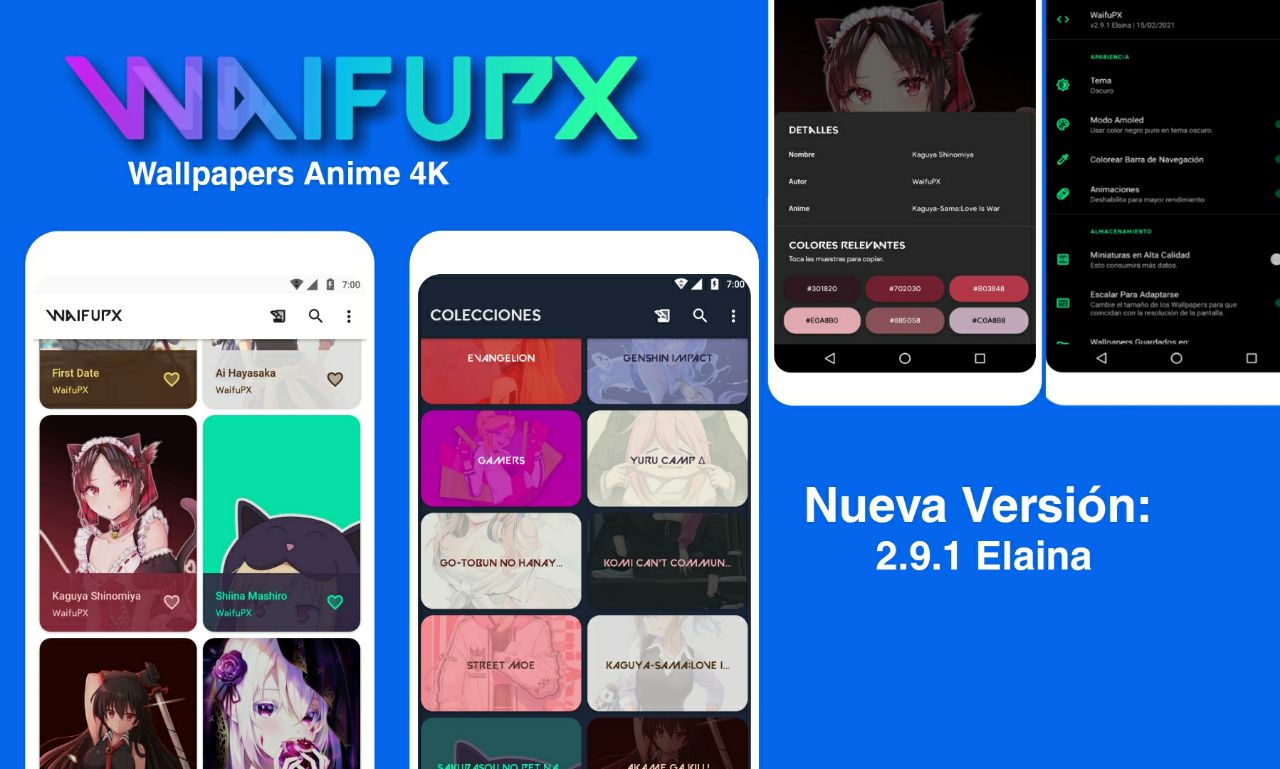 WAIFUPX
Wallpapers Anime 4K
7:00
WAIFUPX
First Date
WaifuPX
Ai Hayasaka
WaifuPX
Kaguya Shinomiya
WaifuPX
Shiina Mashiro
WaifuPX
7:00
COLECCIONES
EVANGELION
GENSHIN IMPACT
GAMERS
YURU CAMP Δ
GO-TOBUN NO HANAY...
KOMI CAN'T COMMUN...
STREET MOE
KAGUYA-SAMA:LOVE I...
SAKURASOU NO PET NA...
AKAME GA KILL!
DETALLES
Nombre
Kaguya Shinomiya
Autor
WaifuPX
Anime
Kaguya-Sama:Love Is War
COLORES RELEVANTES
Toca las muestras para copiar.
#301820
#702030
#B03848
#E0A8B0
#885058
#C0A8B8
WaifuPX
v2.9.1 Elaina | 15/02/2021
APARIENCIA
Tema
Oscuro
Modo Amoled
Usar color negro puro en tema oscuro.
Colorear Barra de Navegación
Animaciones
Deshabilita para mayor rendimiento
ALMACENAMIENTO
Miniaturas en Alta Calidad
Esto consumirá más datos.
Escalar Para Adaptarse
Cambie el tamaño de los Wallpapers para que
coincidan con la resolución de la pantalla.
Wallpapers Guardados en:
Nueva Versión:
2.9.1 Elaina